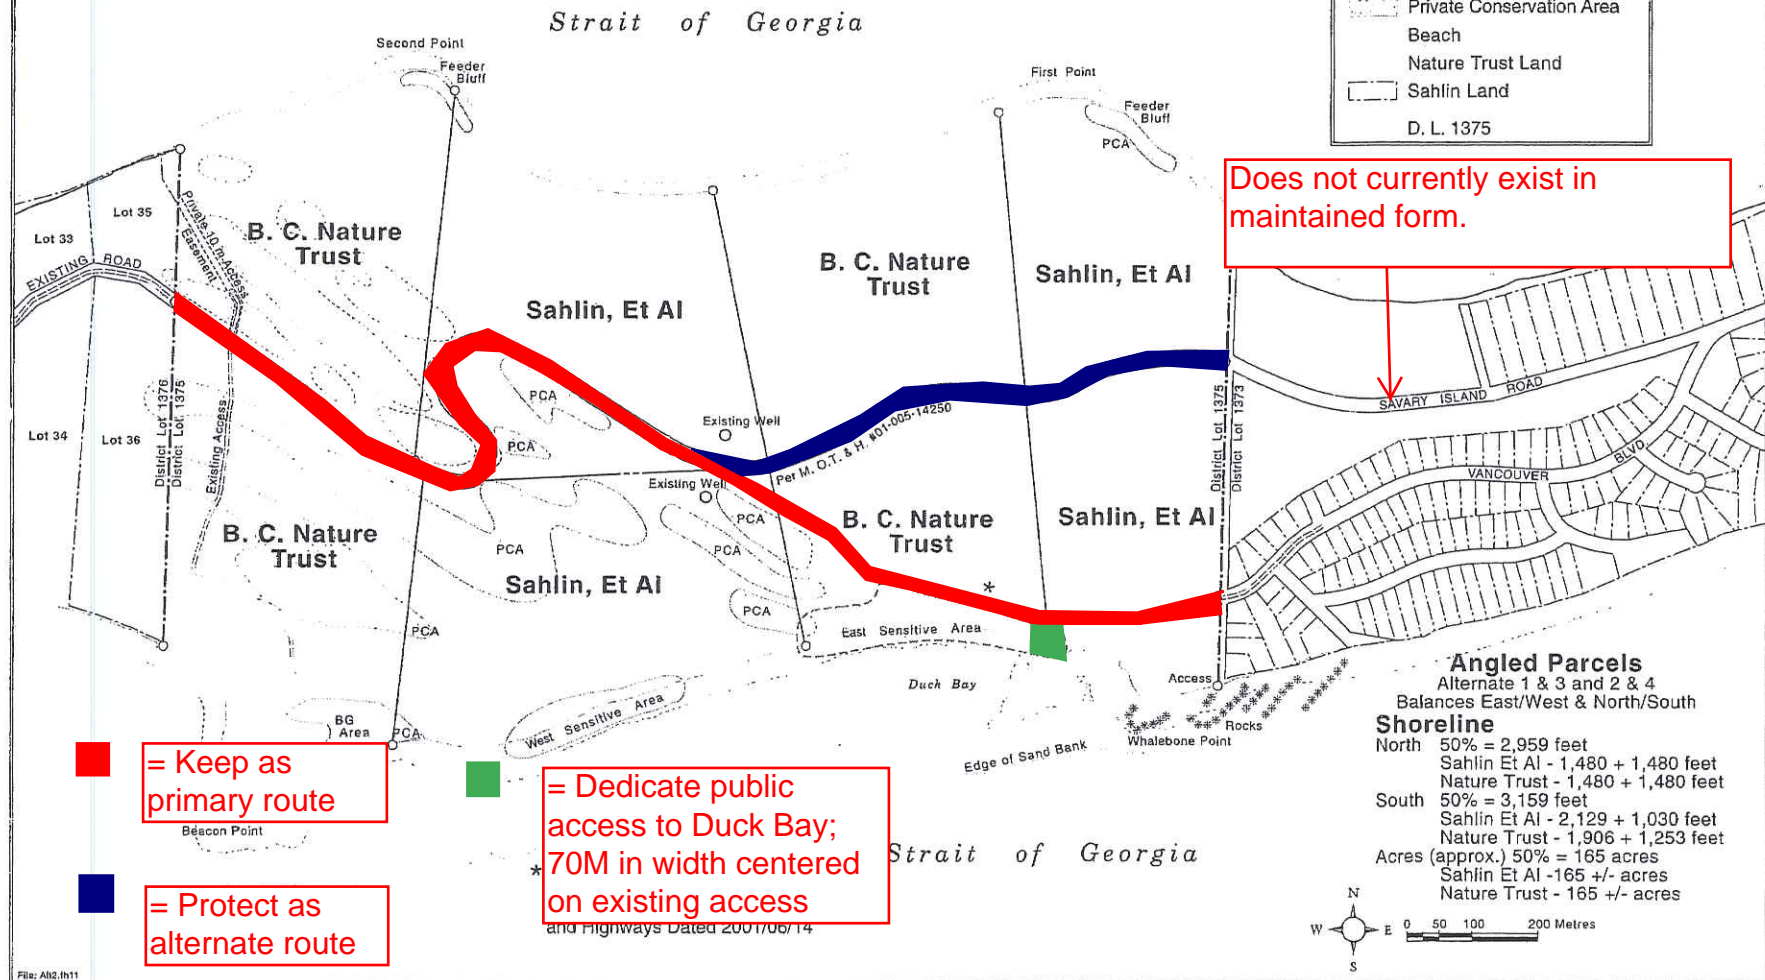 Strait of Georgia
Private Conservation Area
Beach
Nature Trust Land
Sahlin Land
D. L. 1375
Second Point
Feeder
Bluff
First Point
Feeder
Bluff
PCA
Does not currently exist in
maintained form.
Lot 35
Lot 33
Private 10 m Access
Easement
B. C. Nature
Trust
EXISTING ROAD
Sahlin, Et Al
B. C. Nature
Trust
Sahlin, Et Al
District Lot 1376
District Lot 1375
Existing Access
Lot 34
Lot 36
PCA
PCA
Existing Well
Per M. O.T. & H. #01-005-14250
Existing Well
District Lot 1375
District Lot 1373
SAVARY ISLAND ROAD
VANCOUVER BLVD
B. C. Nature
Trust
PCA
Sahlin, Et Al
PCA
PCA
PCA
B. C. Nature
Trust
Sahlin, Et Al
*
PCA
East Sensitive Area
Duck Bay
Access
Rocks
Whalebone Point
Edge of Sand Bank
West Sensitive Area
BG
Area
PCA
= Keep as
primary route
Beacon Point
= Protect as
alternate route
= Dedicate public
access to Duck Bay;
70M in width centered
on existing access
*
and Highways Dated 2001/06/14
Strait of Georgia
Angled Parcels
Alternate 1 & 3 and 2 & 4
Balances East/West & North/South
Shoreline
North 50% = 2,959 feet
Sahlin Et Al - 1,480 + 1,480 feet
Nature Trust - 1,480 + 1,480 feet
South 50% = 3,159 feet
Sahlin Et Al - 2,129 + 1,030 feet
Nature Trust - 1,906 + 1,253 feet
Acres (approx.) 50% = 165 acres
Sahlin Et Al -165 +/- acres
Nature Trust - 165 +/- acres
N
W E
S
0 50 100 200 Metres